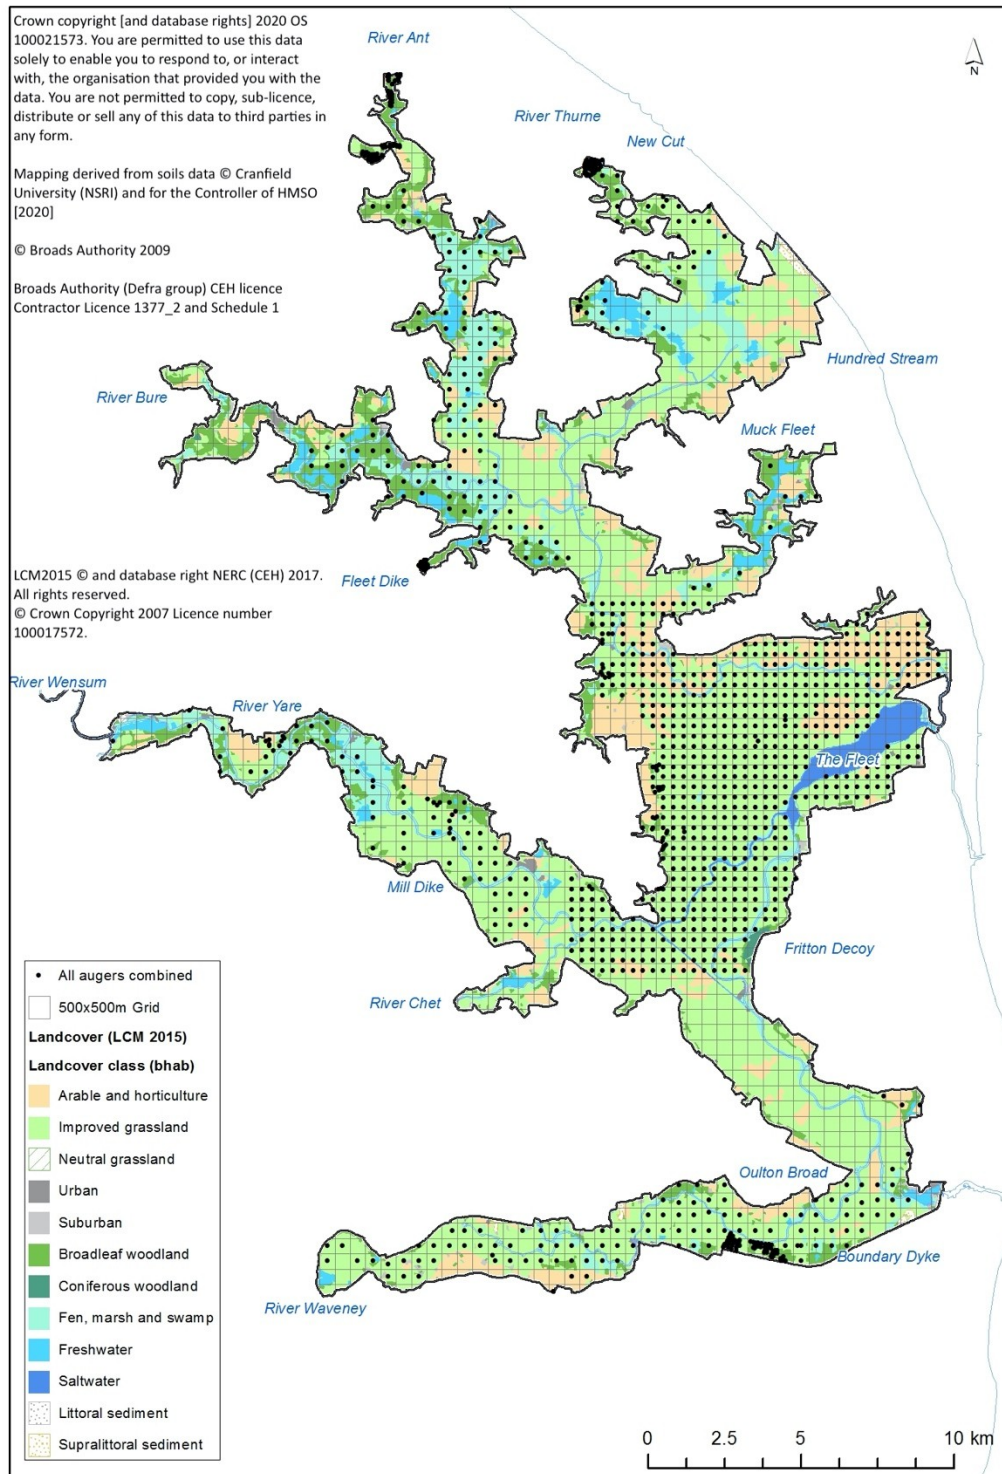 Crown copyright [and database rights] 2020 OS
100021573. You are permitted to use this data
solely to enable you to respond to, or interact
with, the organisation that provided you with the
data. You are not permitted to copy, sub-licence,
distribute or sell any of this data to third parties in
any form.
Mapping derived from soils data © Cranfield
University (NSRI) and for the Controller of HMSO
[2020]
© Broads Authority 2009
Broads Authority (Defra group) CEH licence
Contractor Licence 1377_2 and Schedule 1
River Ant
N
River Thurne
New Cut
Hundred Stream
River Bure
Muck Fleet
Fleet Dike
LCM2015 © and database right NERC (CEH) 2017.
All rights reserved.
© Crown Copyright 2007 Licence number
100017572.
River Wensum
River Yare
The Fleet
Mill Dike
Fritton Decoy
River Chet
Oulton Broad
Boundary Dyke
River Waveney
All augers combined
500x500m Grid
Landcover (LCM 2015)
Landcover class (bhab)
Arable and horticulture
Improved grassland
Neutral grassland
Urban
Suburban
Broadleaf woodland
Coniferous woodland
Fen, marsh and swamp
Freshwater
Saltwater
Littoral sediment
Supralittoral sediment
0 2.5 5 10 km